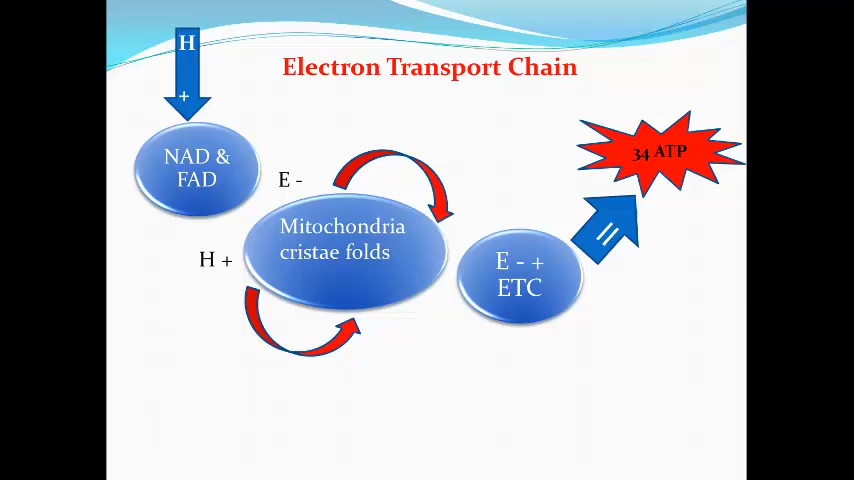 H
+
Electron Transport Chain
NAD &
FAD
E -
34 ATP
Mitochondria
cristae folds
H +
E - +
ETC
=